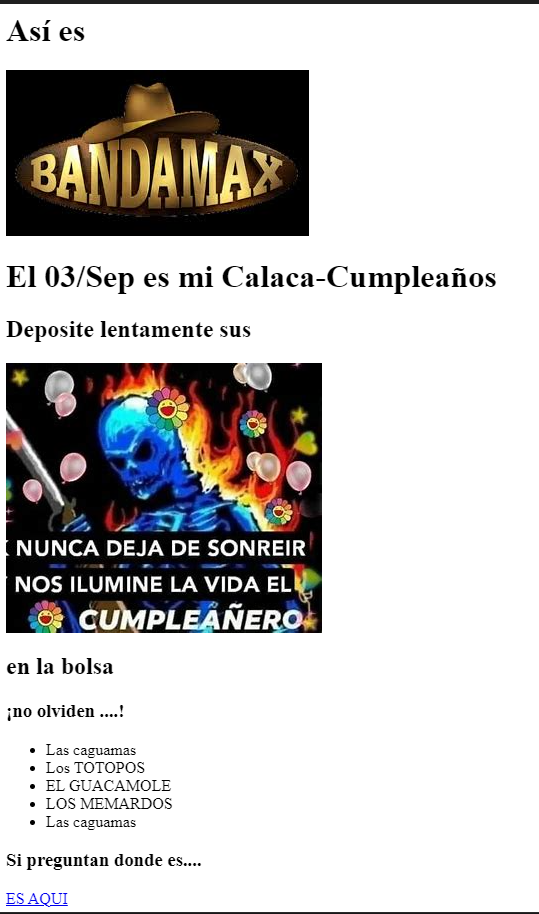 Así es
BANDAMAX
El 03/Sep es mi Calaca-Cumpleaños
Deposite lentamente sus
NUNCA DEJA DE SONREIR
Y NOS ILUMINE LA VIDA EL
CUMPLEAÑERO
en la bolsa
¡no olviden ....!
Las caguamas
Los TOTOPOS
EL GUACAMOLE
LOS MEMARDOS
Las caguamas
Si preguntan donde es....
ES AQUI